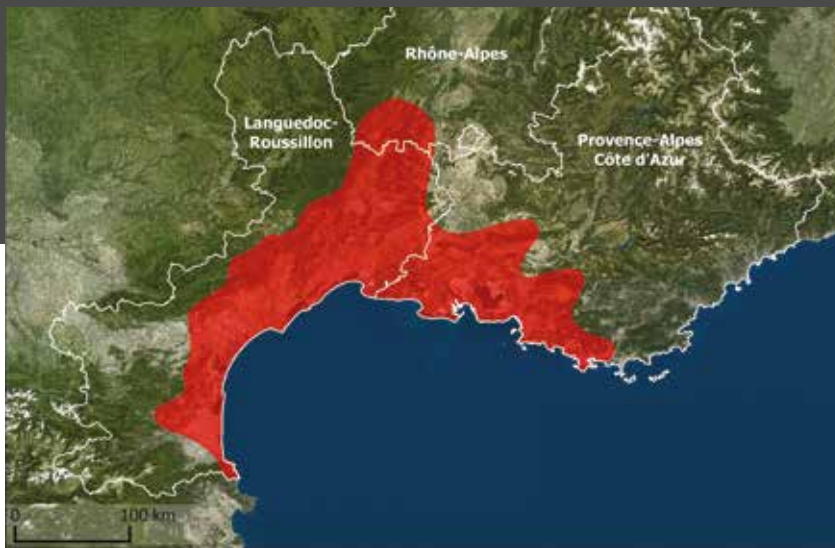 Rhône-Alpes
Languedoc-
Roussillon
Provence-Alpes
Côte d'Azur
0 100 km